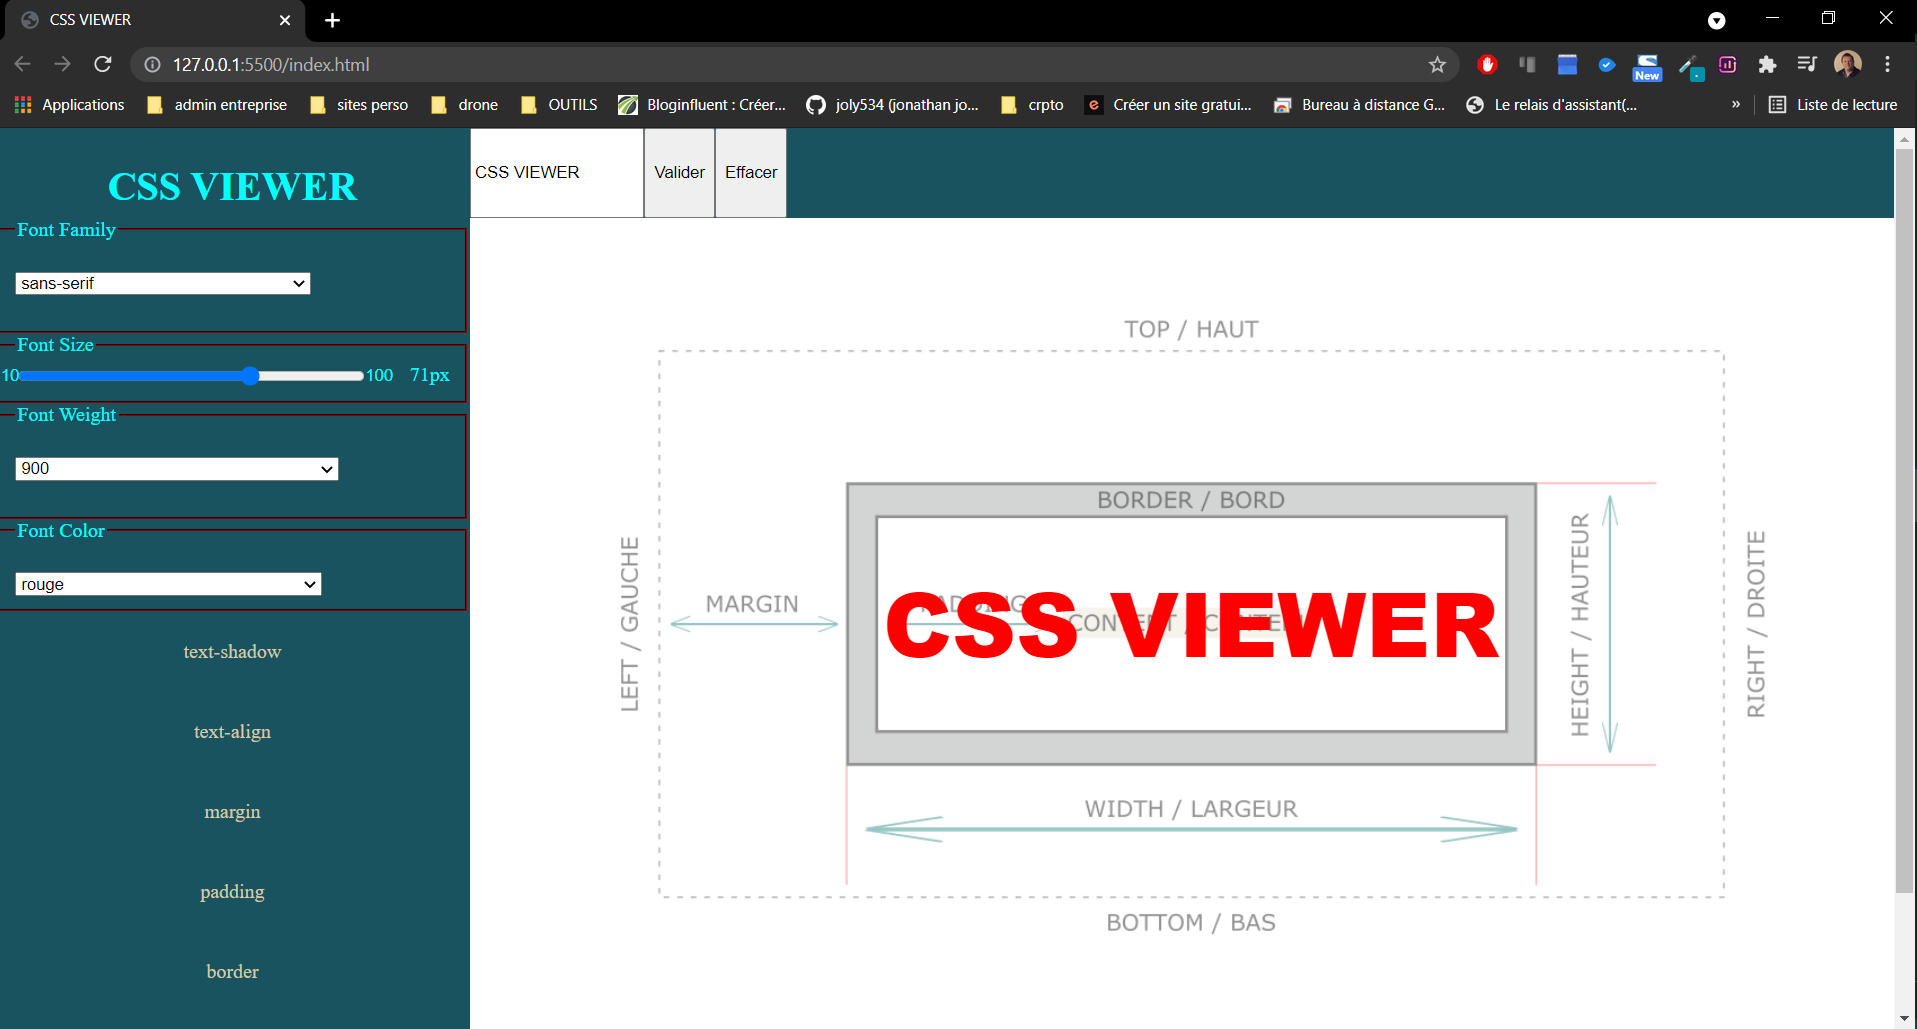 CSS VIEWER
127.0.0.1:5500/index.html
New
Applications
admin entreprise
sites perso
drone
OUTILS
Bloginfluent : Créer...
joly534 (jonathan jo...
crpto
Créer un site gratui...
Bureau à distance G...
Le relais d'assistant(...
»
Liste de lecture
CSS VIEWER
Valider
Effacer
CSS VIEWER
Font Family
sans-serif
Font Size
10
100
71px
Font Weight
900
Font Color
rouge
text-shadow
text-align
margin
padding
border
TOP / HAUT
BORDER / BORD
LEFT / GAUCHE
MARGIN
PADDING
CSS VIEWER
HEIGHT / HAUTEUR
RIGHT / DROITE
WIDTH / LARGEUR
BOTTOM / BAS